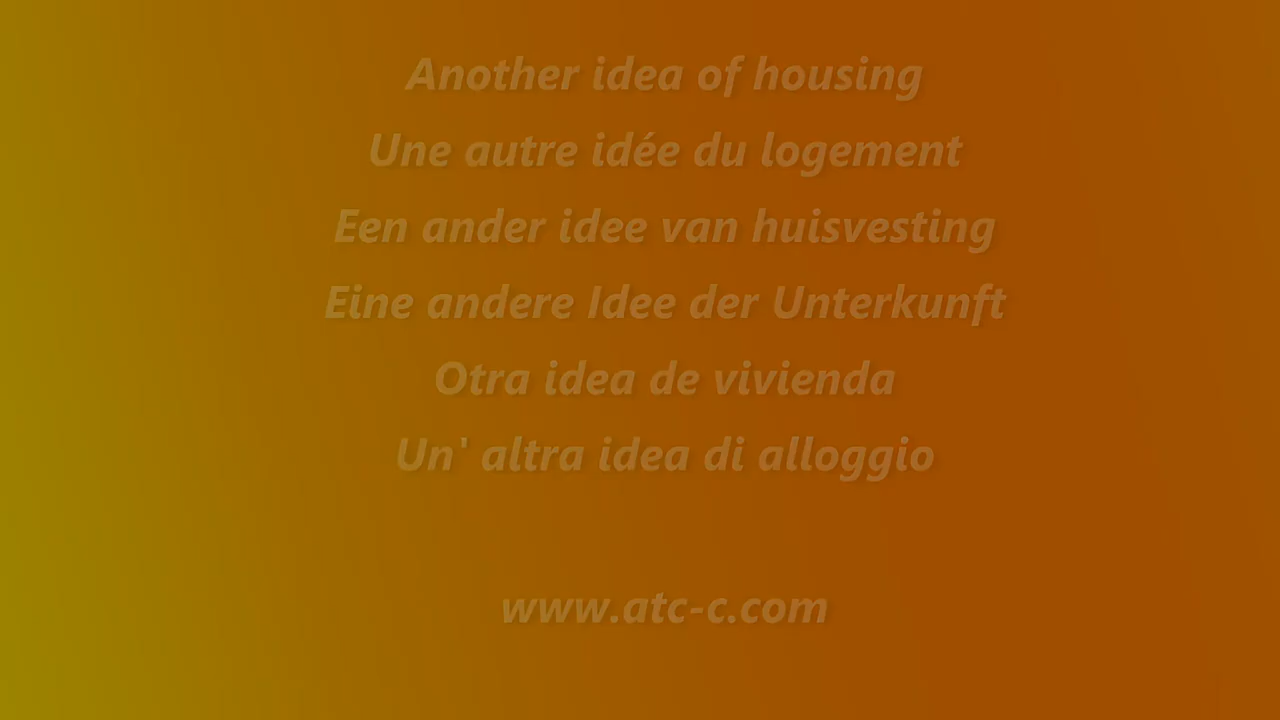 Another idea of housing
Une autre idée du logement
Een ander idee van huisvesting
Eine andere Idee der Unterkunft
Otra idea de vivienda
Un' altra idea di alloggio
www.atc-c.com